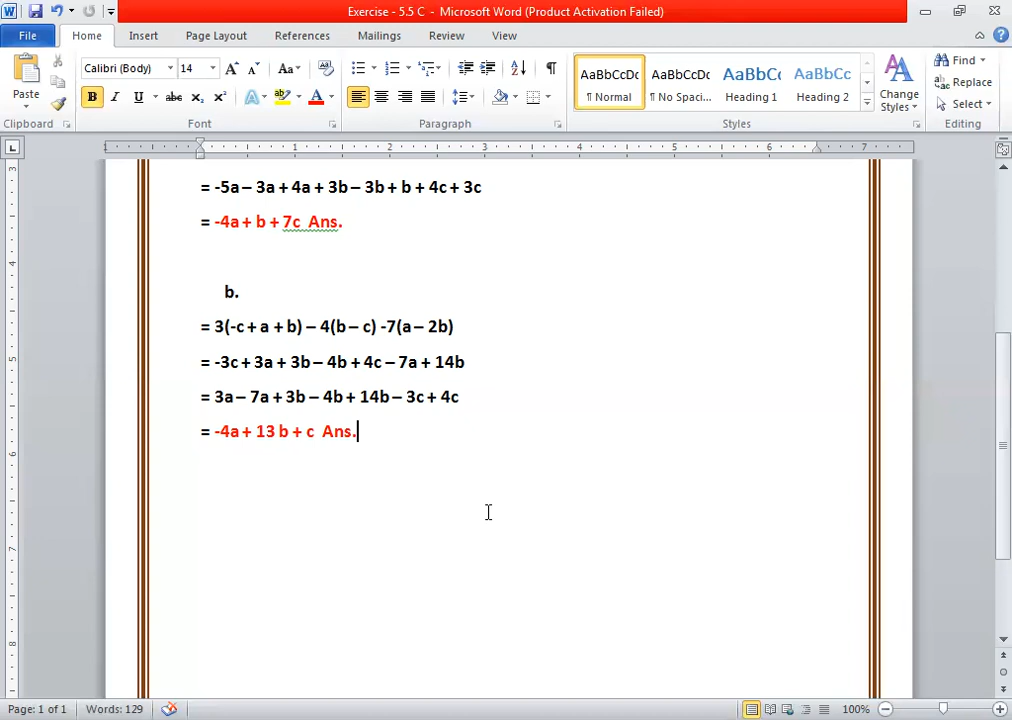 Exercise - 5.5 C - Microsoft Word (Product Activation Failed)
File Home Insert Page Layout References Mailings Review View
Calibri (Body) 14
Paste
Clipboard Font Paragraph Styles Editing
AaBbCcDc AaBbCcDc AaBbCc AaBbCc
¶ Normal ¶ No Spaci... Heading 1 Heading 2
Change Styles
Find
Replace
Select
= -5a – 3a + 4a + 3b – 3b + b + 4c + 3c
= -4a + b + 7c Ans.
b.
= 3(-c + a + b) – 4(b – c) -7(a – 2b)
= -3c + 3a + 3b – 4b + 4c – 7a + 14b
= 3a – 7a + 3b – 4b + 14b – 3c + 4c
= -4a + 13 b + c Ans.
Page: 1 of 1 Words: 129 100%